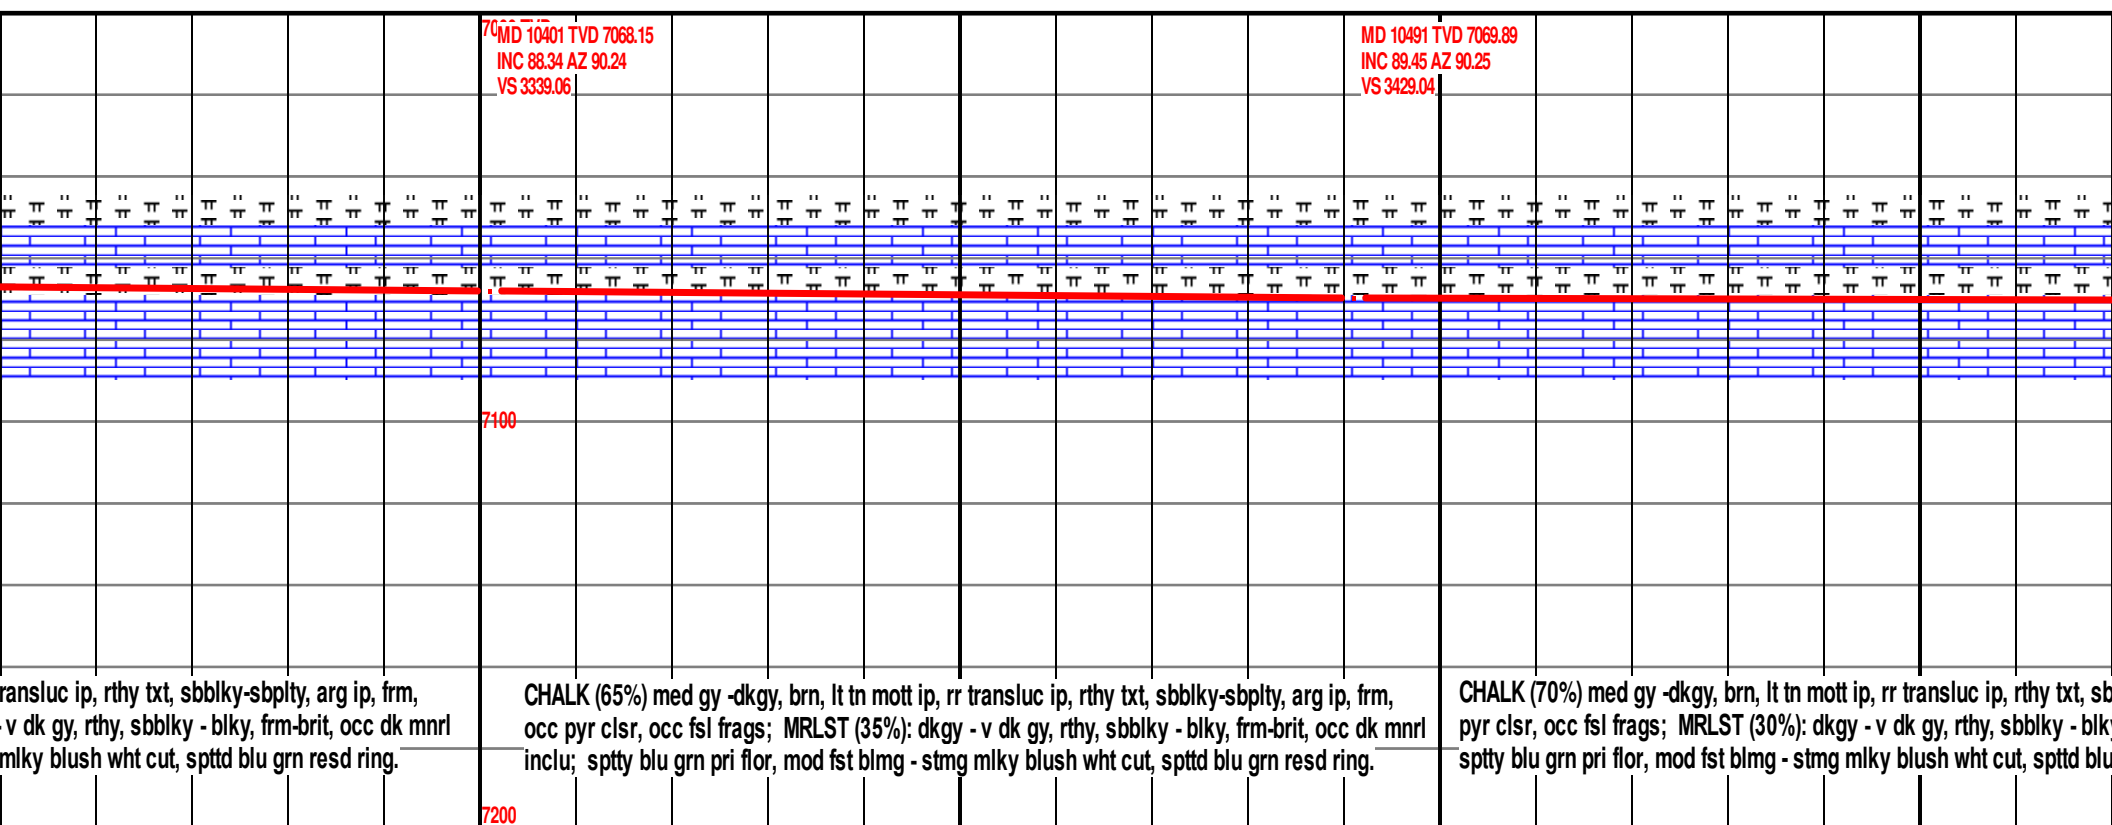 MD 10401 TVD 7068.15
INC 88.34 AZ 90.24
VS 3339.06
MD 10491 TVD 7069.89
INC 89.45 AZ 90.25
VS 3429.04
7100
ransluc ip, rthy txt, sbblky-sbplty, arg ip, frm,
- v dk gy, rthy, sbblky - blky, frm-brit, occ dk mnrl
mlky blush wht cut, spttd blu grn resd ring.
CHALK (65%) med gy -dkgy, brn, lt tn mott ip, rr transluc ip, rthy txt, sbblky-sbplty, arg ip, frm,
occ pyr clsr, occ fsl frags; MRLST (35%): dkgy - v dk gy, rthy, sbblky - blky, frm-brit, occ dk mnrl
inclu; sptty blu grn pri flor, mod fst blmg - stmg mlky blush wht cut, spttd blu grn resd ring.
CHALK (70%) med gy -dkgy, brn, lt tn mott ip, rr transluc ip, rthy txt, sb
pyr clsr, occ fsl frags; MRLST (30%): dkgy - v dk gy, rthy, sbblky - blky
sptty blu grn pri flor, mod fst blmg - stmg mlky blush wht cut, spttd blu
7200